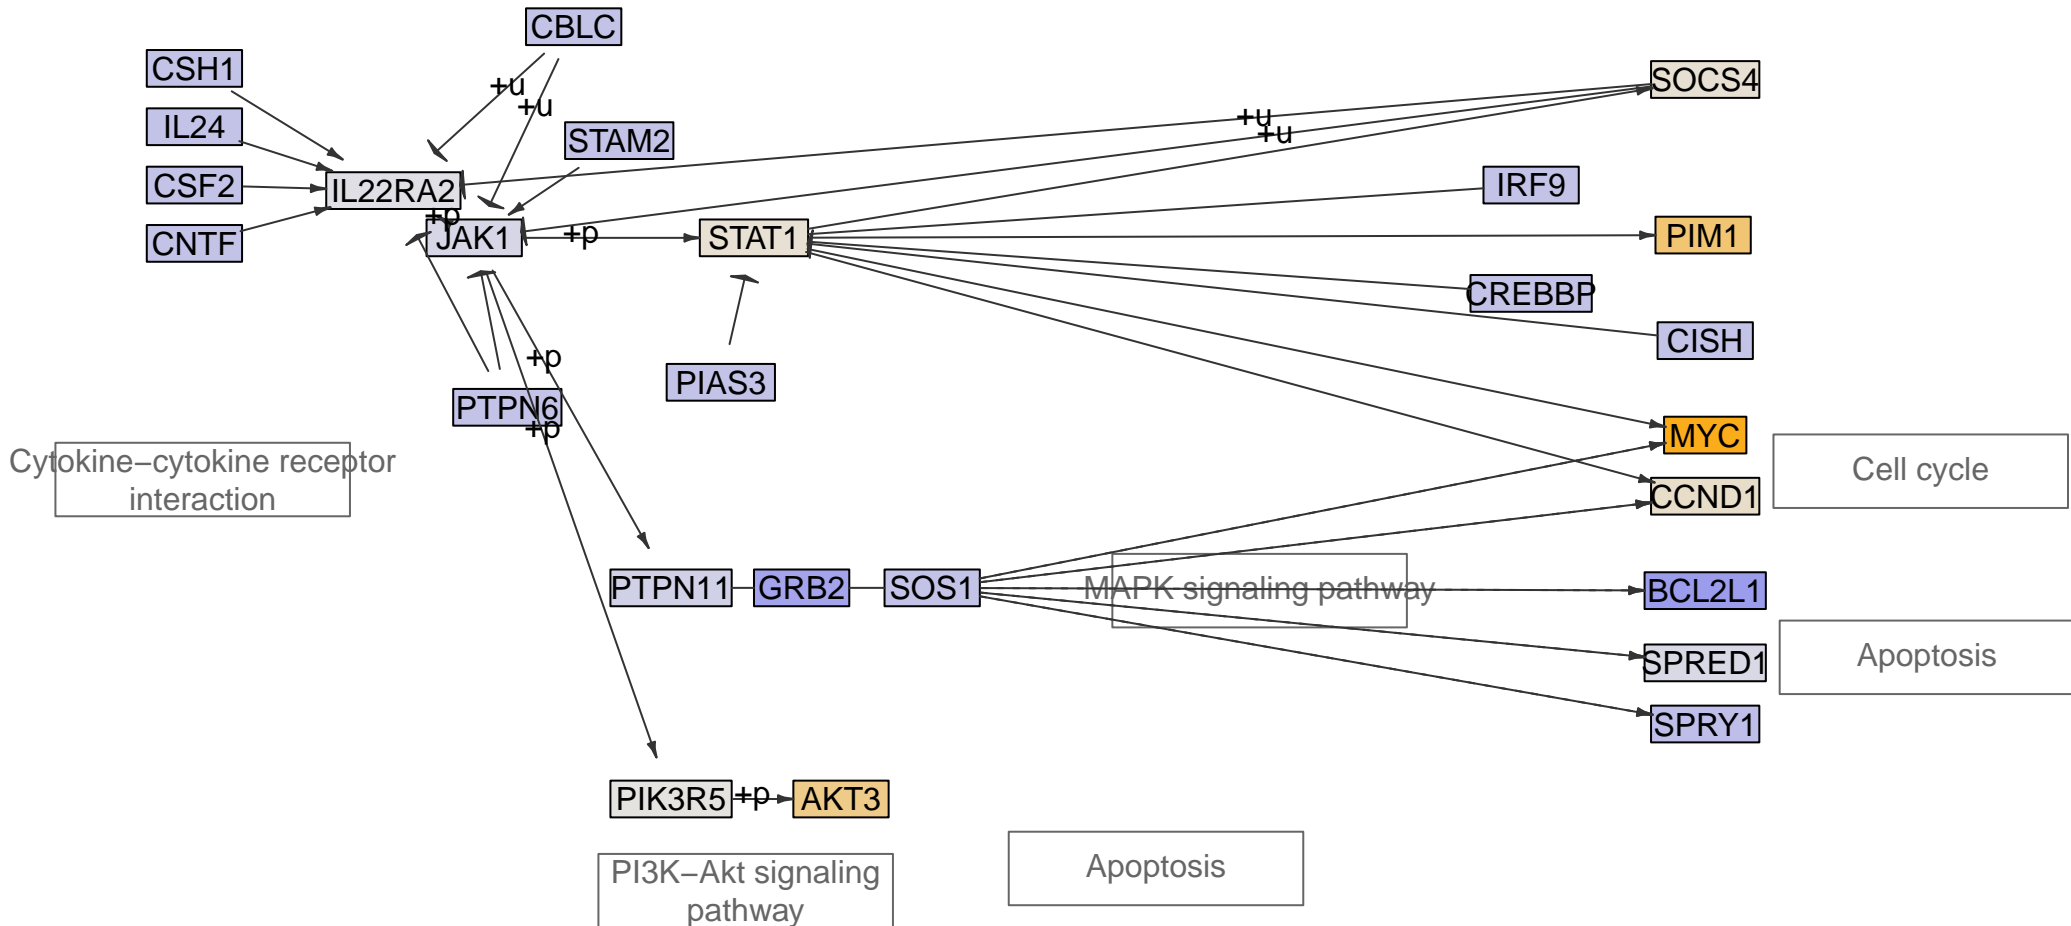 CBLC
CSH1
SOCS4
+u
+u
+u
IL24
+u
STAM2
CSF2
IL22RA2
IRF9
+p
CNTF
JAK1
+p
STAT1
PIM1
CREBBP
CISH
+p
PIAS3
PTPN6
+p
MYC
Cytokine−cytokine receptor
interaction
Cell cycle
CCND1
PTPN11
GRB2
SOS1
MAPK signaling pathway
BCL2L1
SPRED1
Apoptosis
SPRY1
PIK3R5
+p
AKT3
Apoptosis
PI3K−Akt signaling
pathway